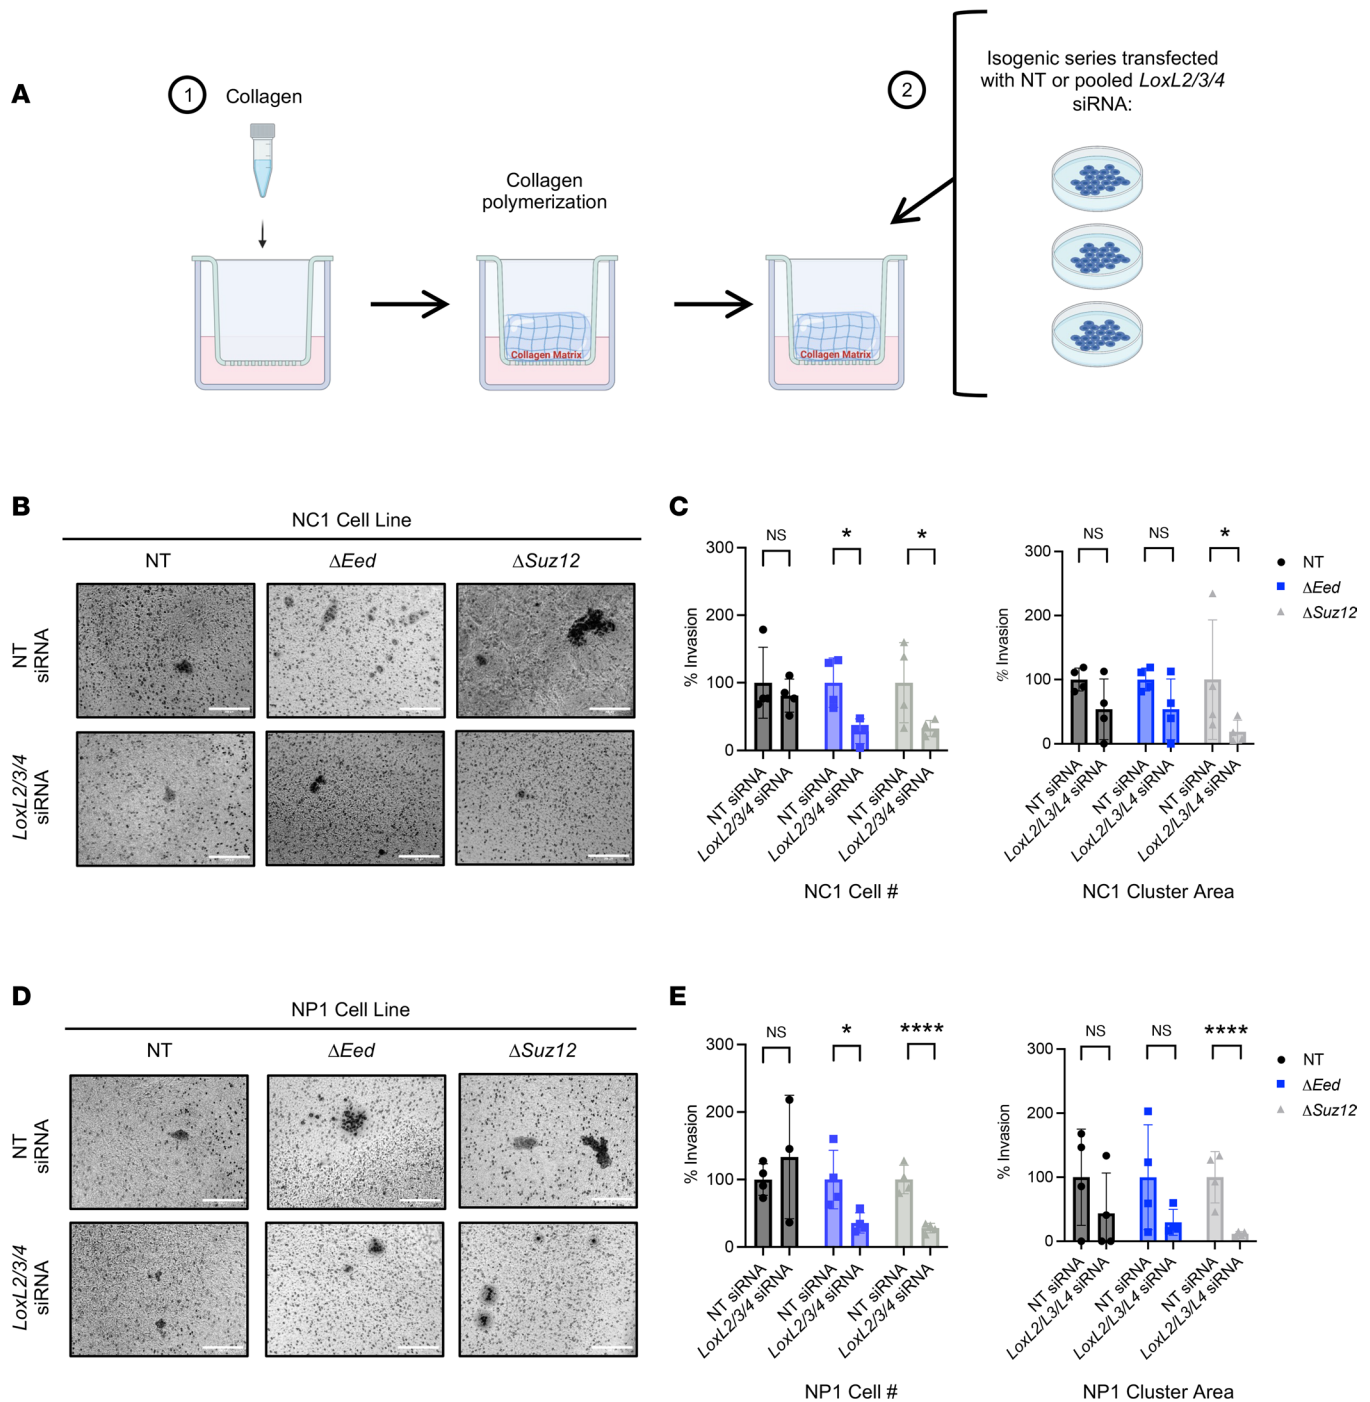 A
1
Collagen
Collagen
polymerization
Collagen Matrix
Collagen Matrix
2
Isogenic series transfected
with NT or pooled LoxL2/3/4
siRNA:
B
NC1 Cell Line
NT
ΔEed
ΔSuz12
NT
siRNA
LoxL2/3/4
siRNA
C
% Invasion
300
200
100
0
NS
*
*
NT siRNA
LoxL2/3/4 siRNA
NT siRNA
LoxL2/3/4 siRNA
NT siRNA
LoxL2/3/4 siRNA
NC1 Cell #
% Invasion
300
200
100
0
NS
NS
*
NT siRNA
LoxL2/L3/L4 siRNA
NT siRNA
LoxL2/L3/L4 siRNA
NT siRNA
LoxL2/L3/L4 siRNA
NC1 Cluster Area
NT
ΔEed
ΔSuz12
D
NP1 Cell Line
NT
ΔEed
ΔSuz12
NT
siRNA
LoxL2/3/4
siRNA
E
% Invasion
300
200
100
0
NS
*
****
NT siRNA
LoxL2/3/4 siRNA
NT siRNA
LoxL2/3/4 siRNA
NT siRNA
LoxL2/3/4 siRNA
NP1 Cell #
% Invasion
300
200
100
0
NS
NS
****
NT siRNA
LoxL2/L3/L4 siRNA
NT siRNA
LoxL2/L3/L4 siRNA
NT siRNA
LoxL2/L3/L4 siRNA
NP1 Cluster Area
NT
ΔEed
ΔSuz12